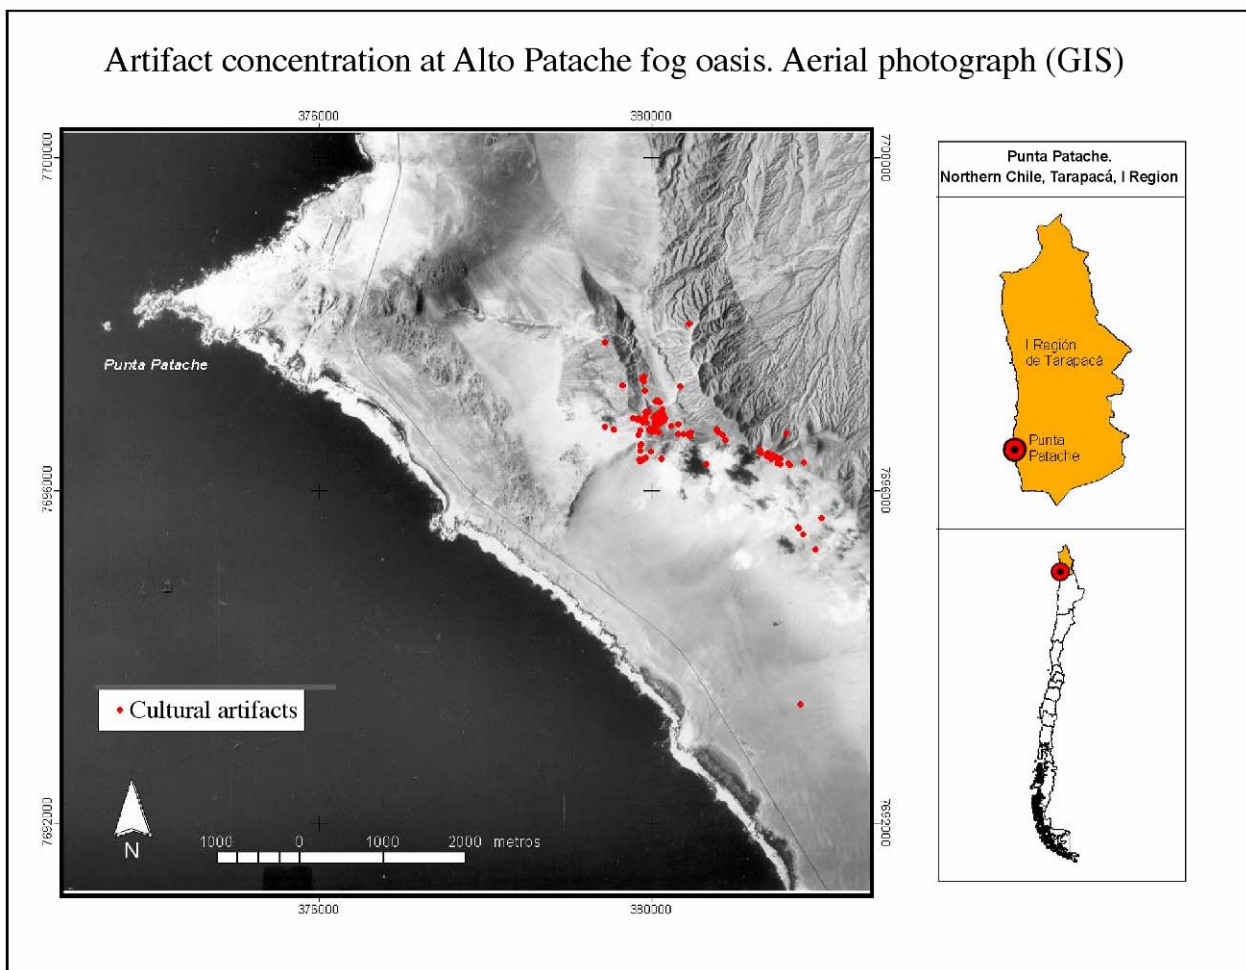 Artifact concentration at Alto Patache fog oasis. Aerial photograph (GIS)
376000
380000
7700000
7700000
Punta Patache.
Northern Chile, Tarapacá, I Region
I Región
de Tarapacá
Punta Patache
Punta
Patache
7696000
7696000
Cultural artifacts
7692000
7692000
N
1000
0
1000
2000 metros
376000
380000